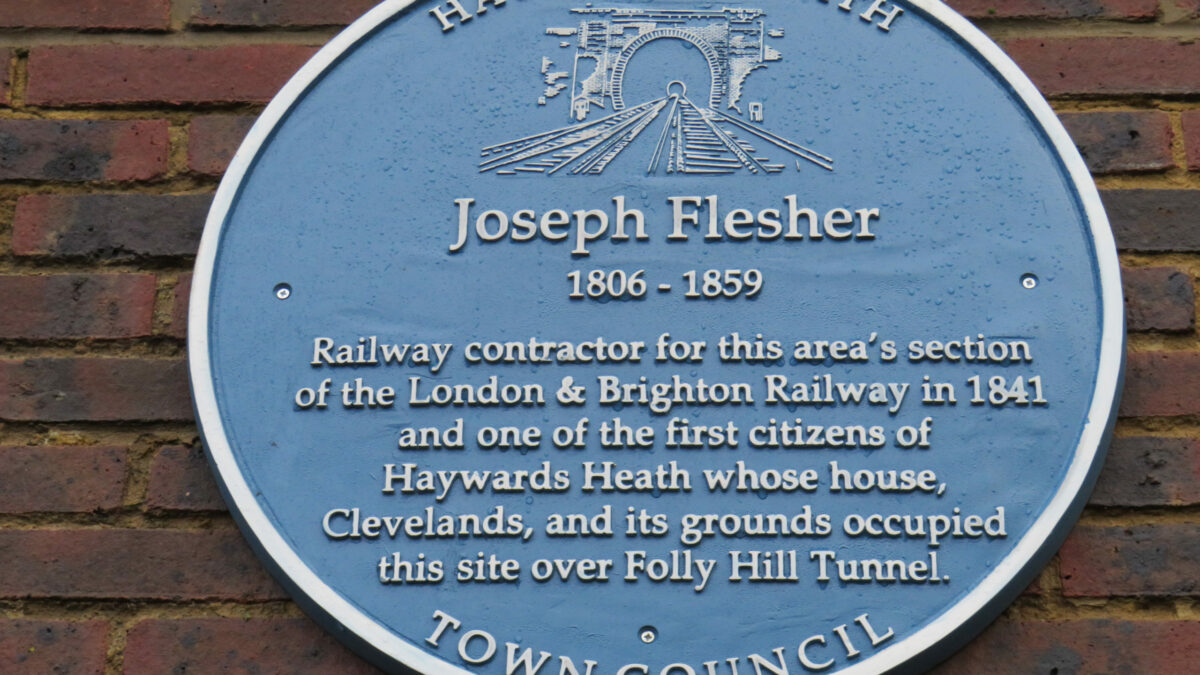 Joseph Flesher
1806 - 1859
Railway contractor for this area's section
of the London & Brighton Railway in 1841
and one of the first citizens of
Haywards Heath whose house,
Clevelands, and its grounds occupied
this site over Folly Hill Tunnel.
TOWN COUNCIL